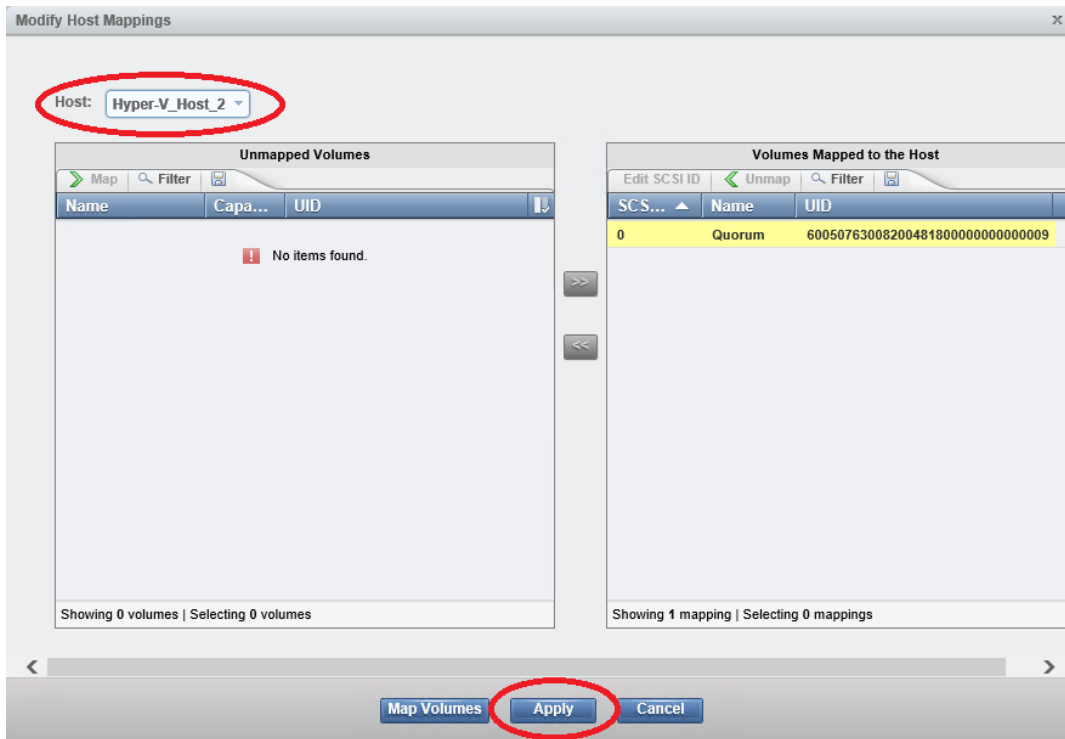 Modify Host Mappings x
Host: Hyper-V_Host_2
Unmapped Volumes
Map Filter
Name Capa... UID
No items found.
Showing 0 volumes | Selecting 0 volumes
>>
<<
Volumes Mapped to the Host
Edit SCSI ID Unmap Filter
SCS... Name UID
0 Quorum 60050763008200481800000000000009
Showing 1 mapping | Selecting 0 mappings
Map Volumes Apply Cancel